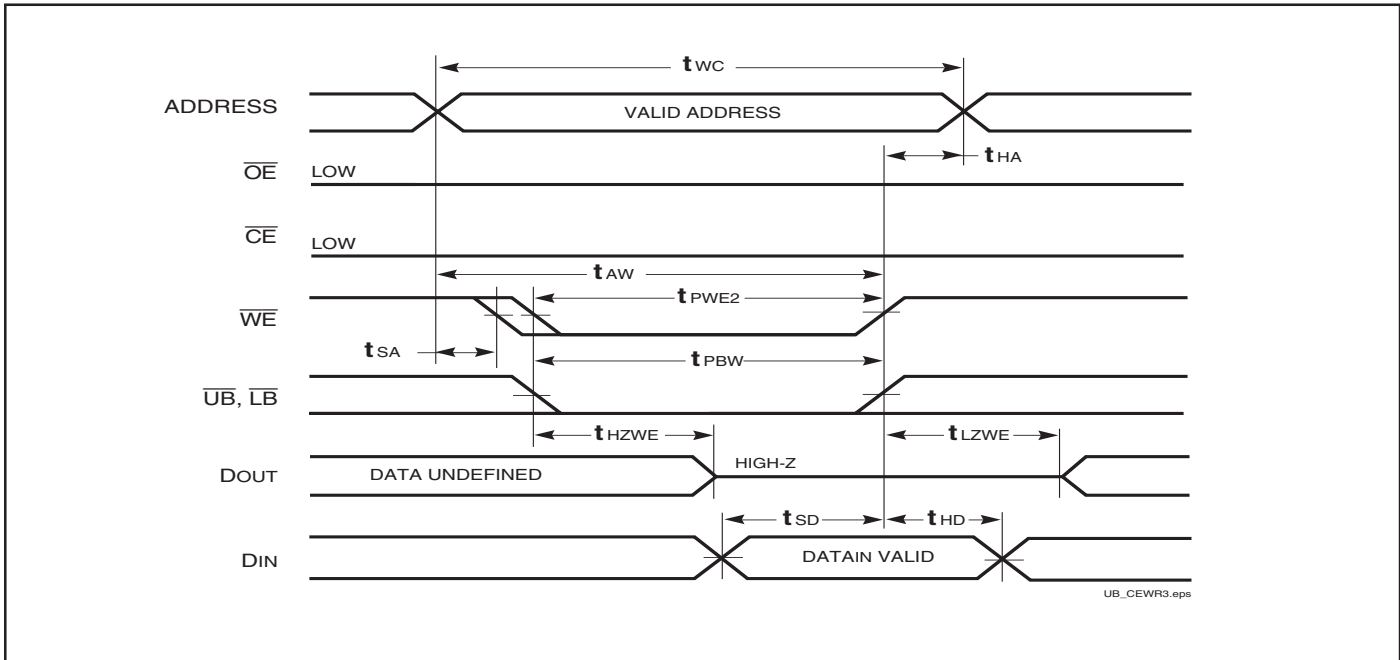 tWC
ADDRESS
VALID ADDRESS
tHA
OE
LOW
CE
LOW
tAW
tPWE2
WE
tSA
tPBW
UB, LB
tHZWE
tLZWE
HIGH-Z
DOUT
DATA UNDEFINED
tSD
tHD
DIN
DATAIN VALID
UB_CEWR3.eps